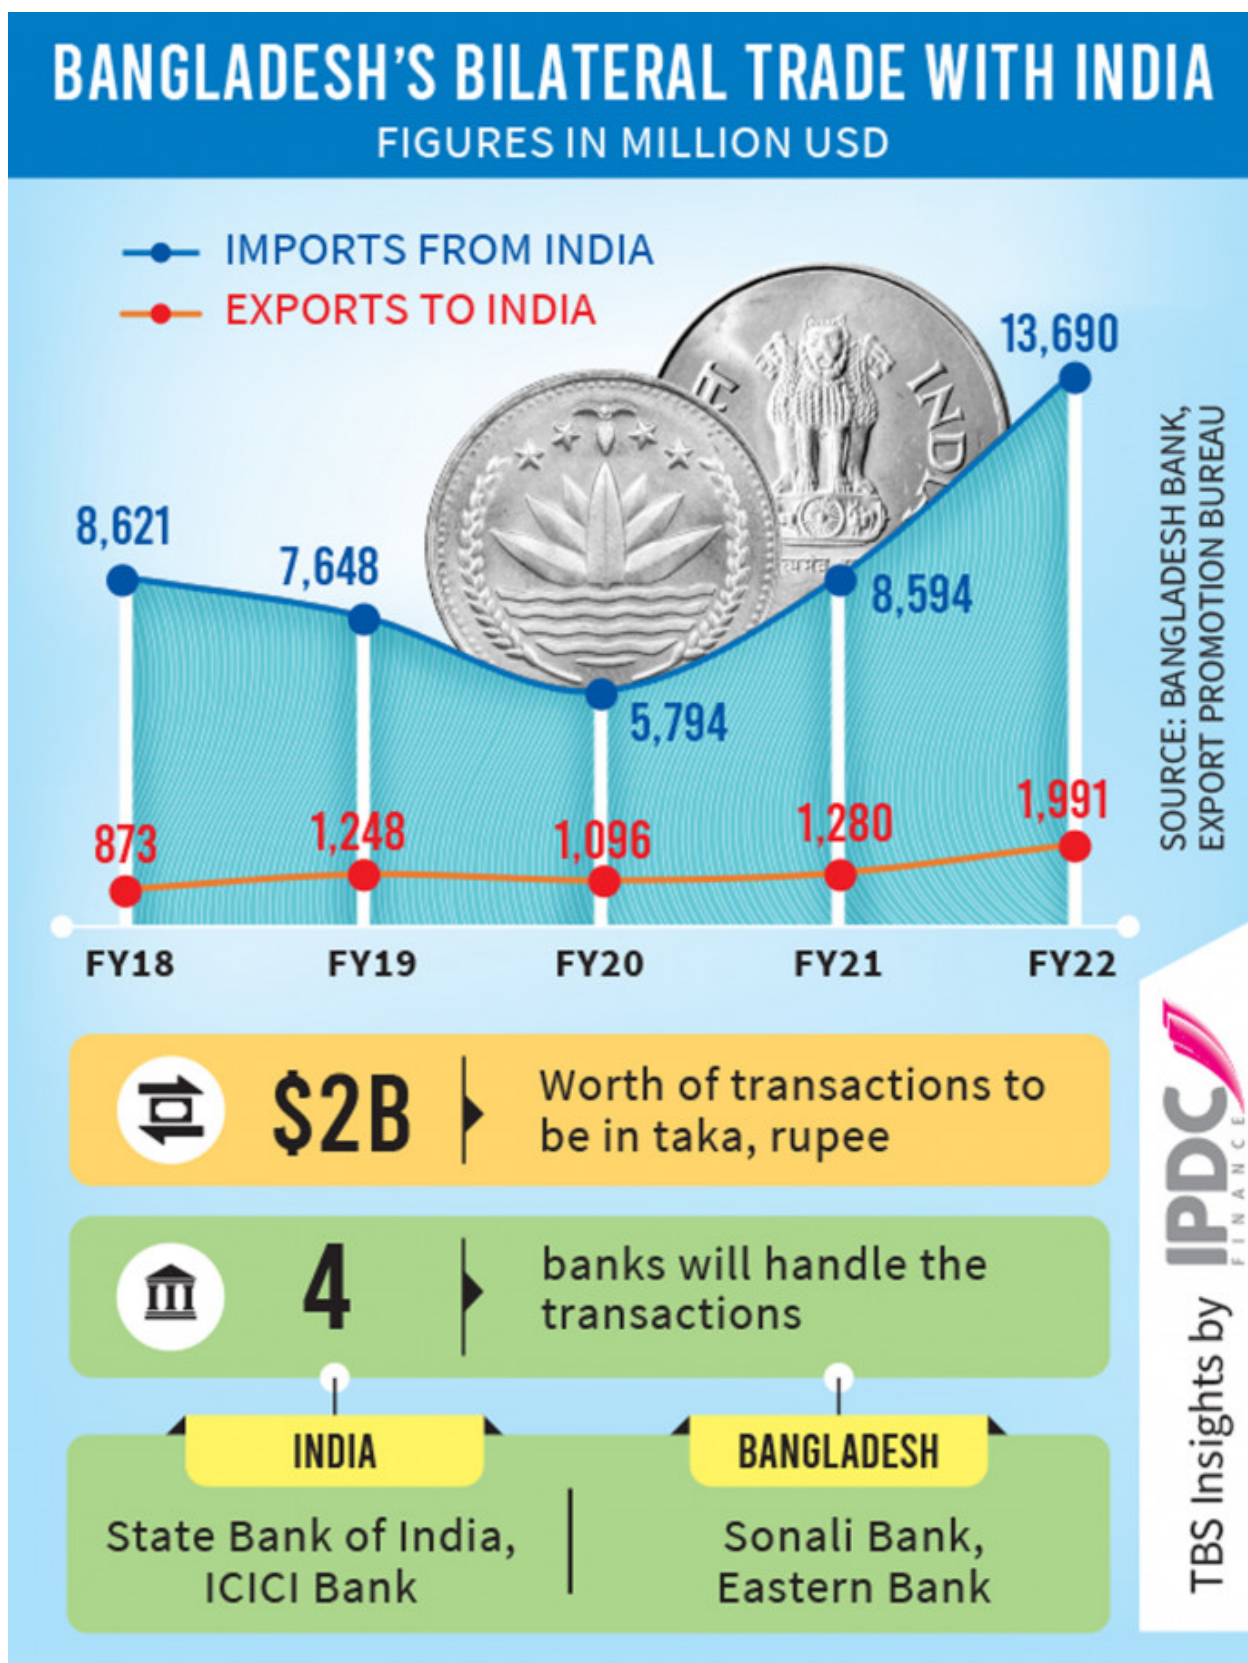 BANGLADESH'S BILATERAL TRADE WITH INDIA
FIGURES IN MILLION USD
IMPORTS FROM INDIA
EXPORTS TO INDIA
8,621
7,648
5,794
8,594
13,690
873
1,248
1,096
1,280
1,991
FY18
FY19
FY20
FY21
FY22
SOURCE: BANGLADESH BANK,
EXPORT PROMOTION BUREAU
$2B
Worth of transactions to
be in taka, rupee
4
banks will handle the
transactions
INDIA
State Bank of India,
ICICI Bank
BANGLADESH
Sonali Bank,
Eastern Bank
TBS Insights by
IPDC
FINANCE